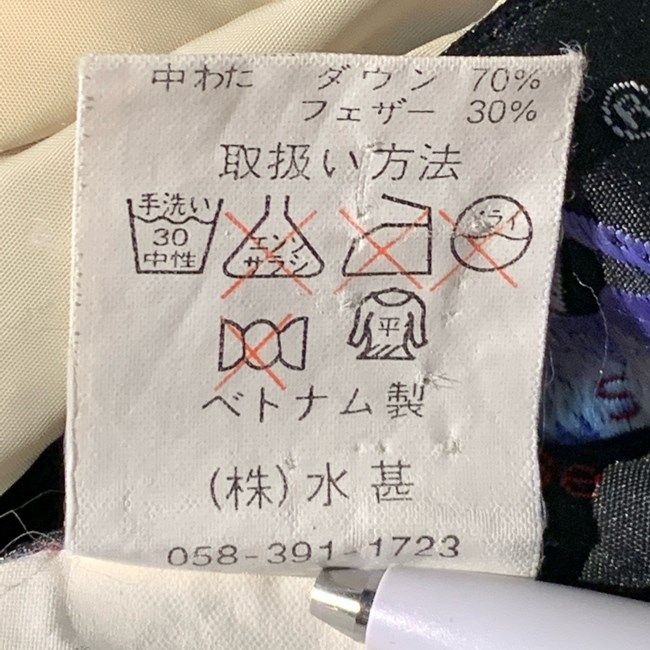 中わた ダウン 70%
フェザー 30%
取扱い方法
手洗い エンソ ドライ
30 サラシ
中性
平
ベトナム製
(株)水甚
058-391-1723
®
S